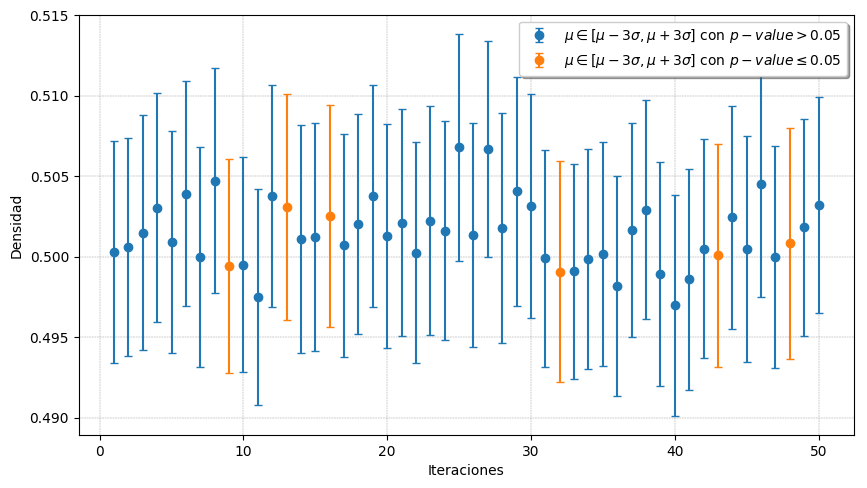 0.515
0.510
0.505
0.500
0.495
0.490
Densidad
μ ∈ [μ − 3σ, μ + 3σ] con p − value > 0.05
μ ∈ [μ − 3σ, μ + 3σ] con p − value ≤ 0.05
0 10 20 30 40 50
Iteraciones